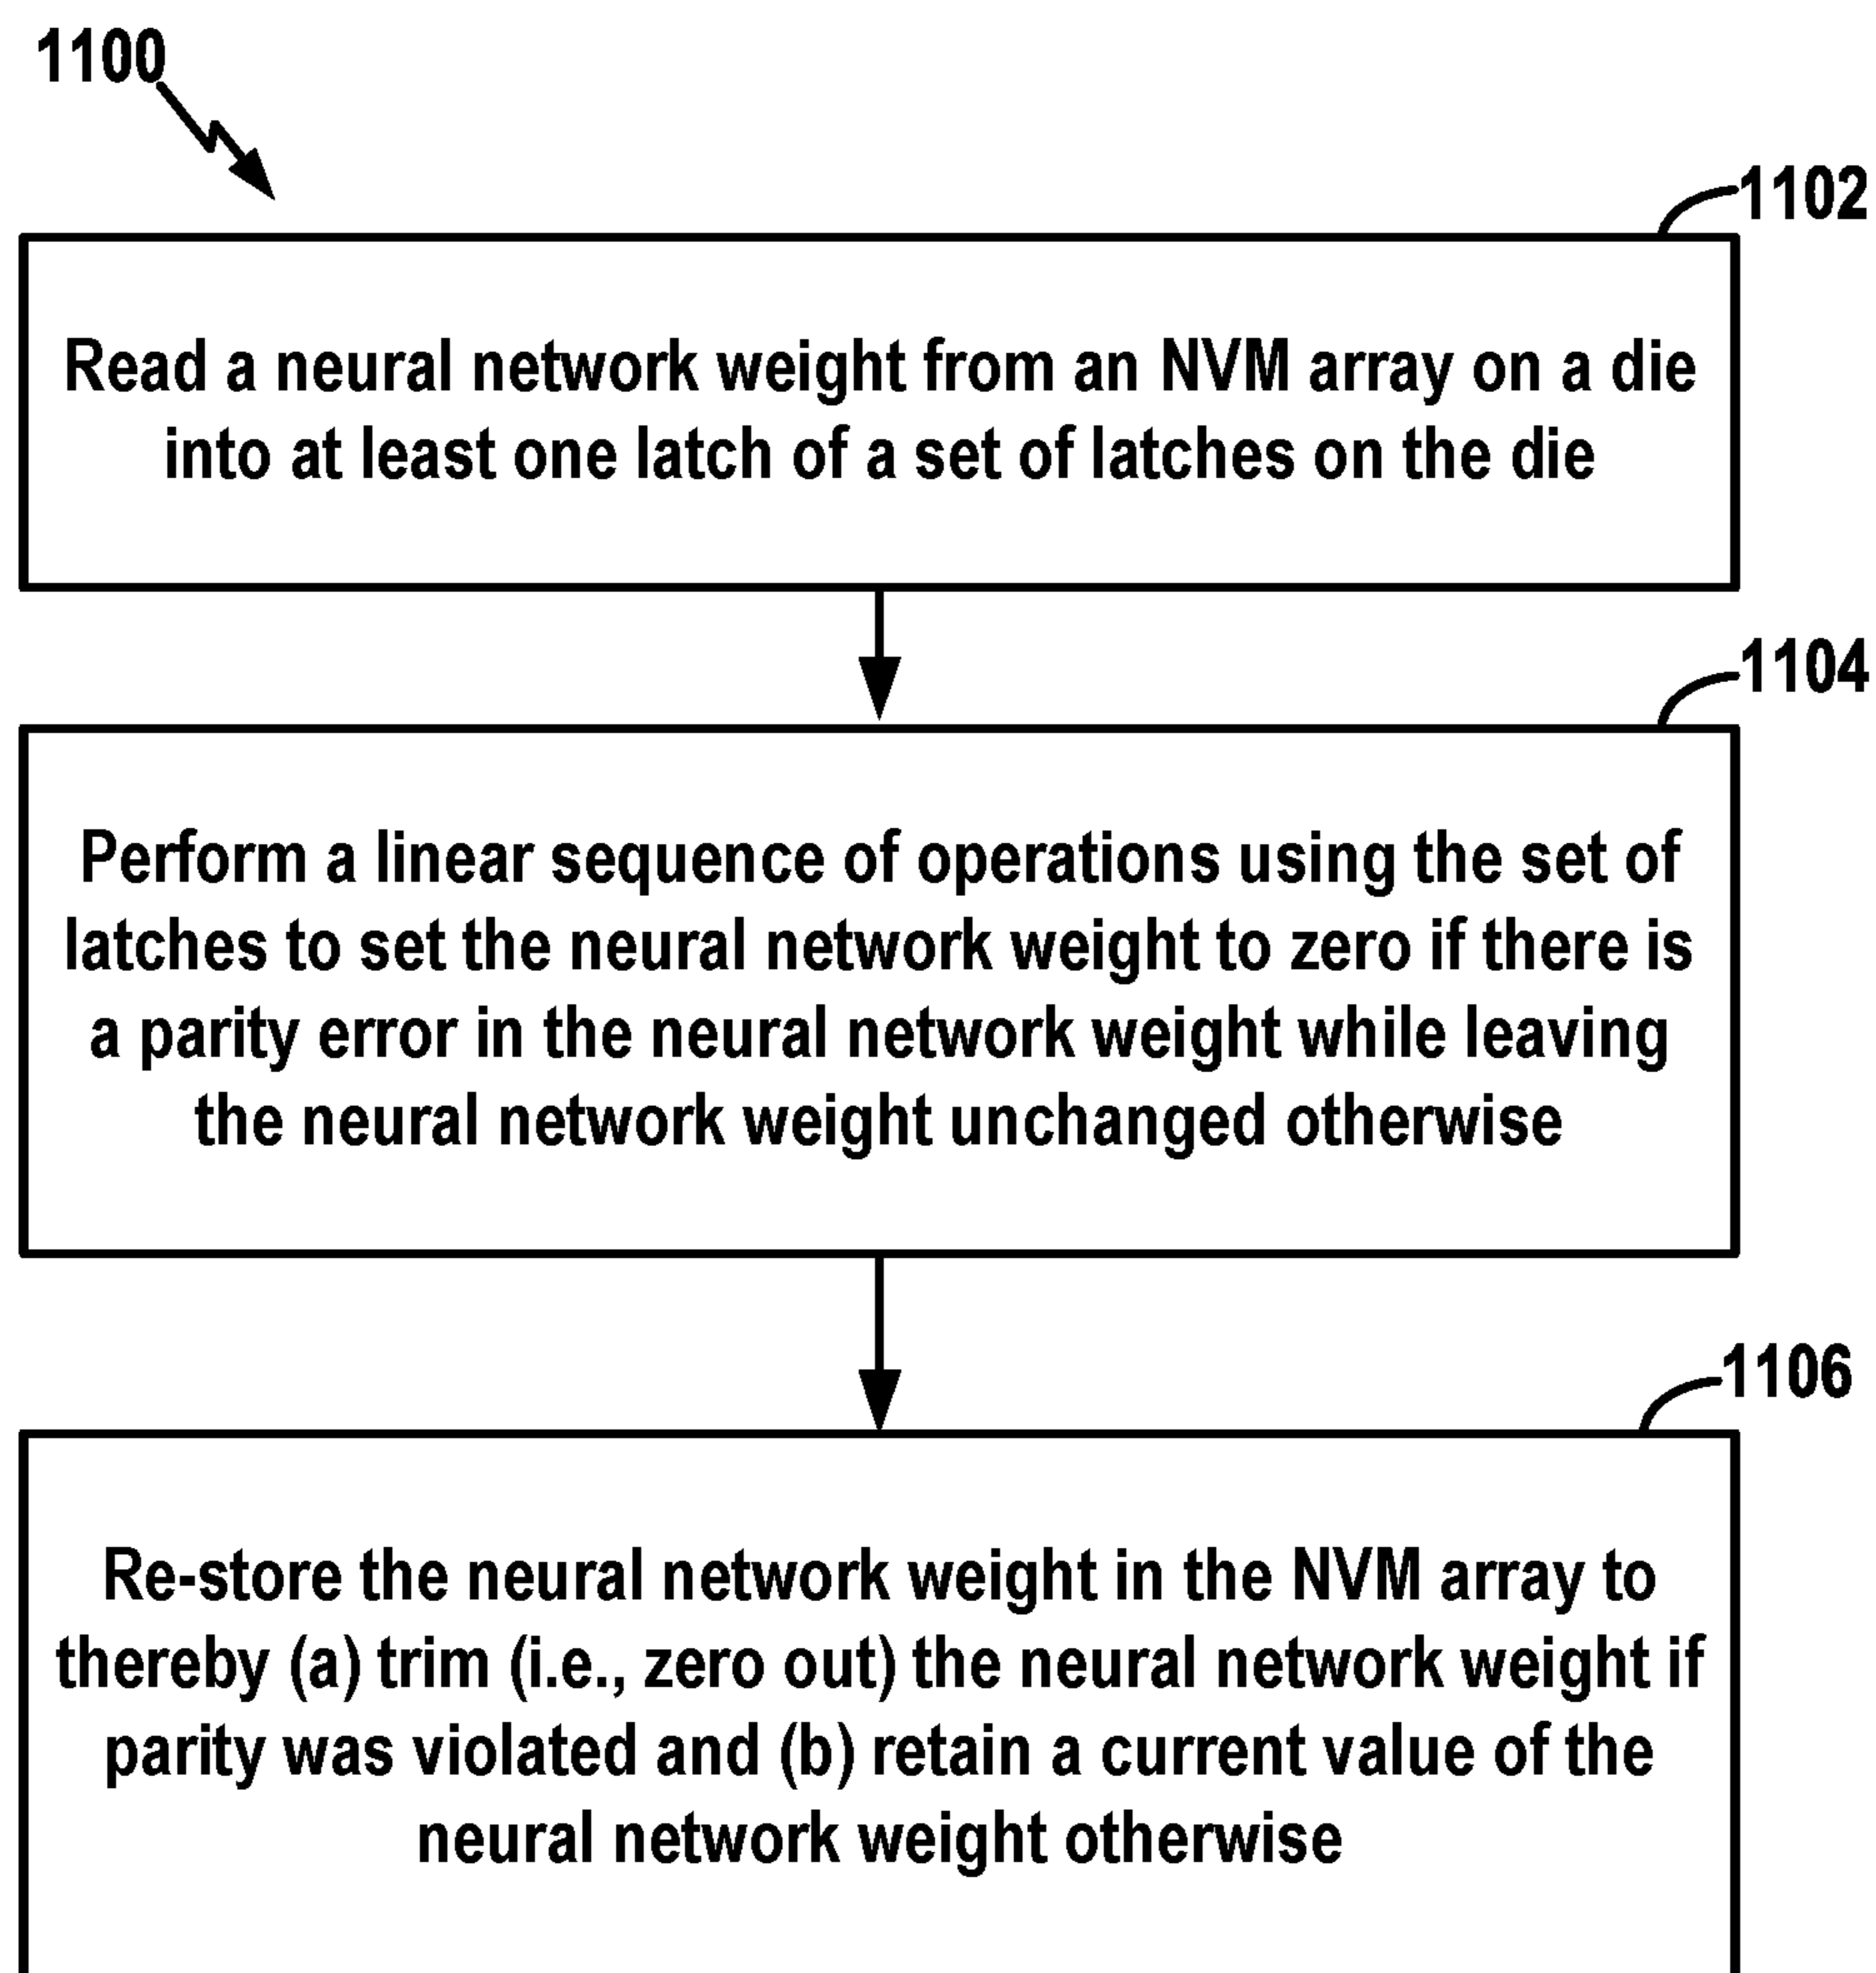 1100
1102
Read a neural network weight from an NVM array on a die
into at least one latch of a set of latches on the die
1104
Perform a linear sequence of operations using the set of
latches to set the neural network weight to zero if there is
a parity error in the neural network weight while leaving
the neural network weight unchanged otherwise
1106
Re-store the neural network weight in the NVM array to
thereby (a) trim (i.e., zero out) the neural network weight if
parity was violated and (b) retain a current value of the
neural network weight otherwise